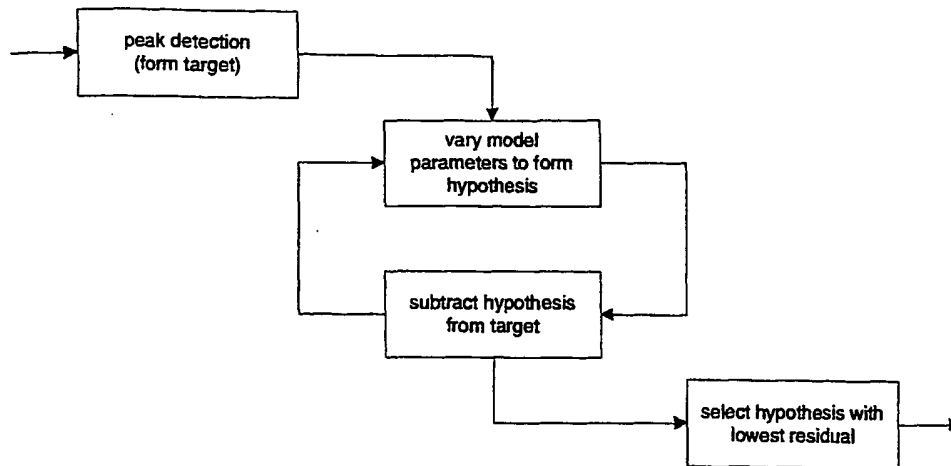 peak detection
(form target)
vary model
parameters to form
hypothesis
subtract hypothesis
from target
select hypothesis with
lowest residual